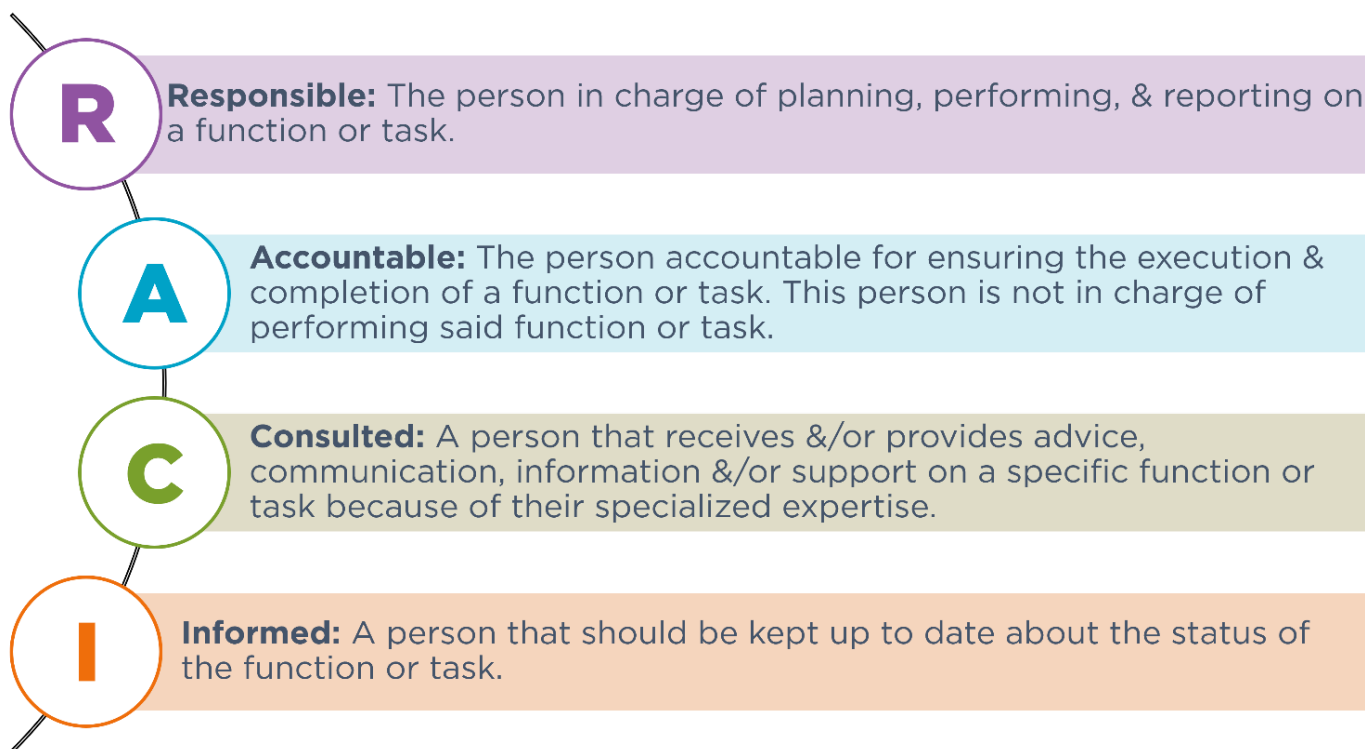 R
Responsible: The person in charge of planning, performing, & reporting on
a function or task.
A
Accountable: The person accountable for ensuring the execution &
completion of a function or task. This person is not in charge of
performing said function or task.
C
Consulted: A person that receives &/or provides advice,
communication, information &/or support on a specific function or
task because of their specialized expertise.
I
Informed: A person that should be kept up to date about the status of
the function or task.